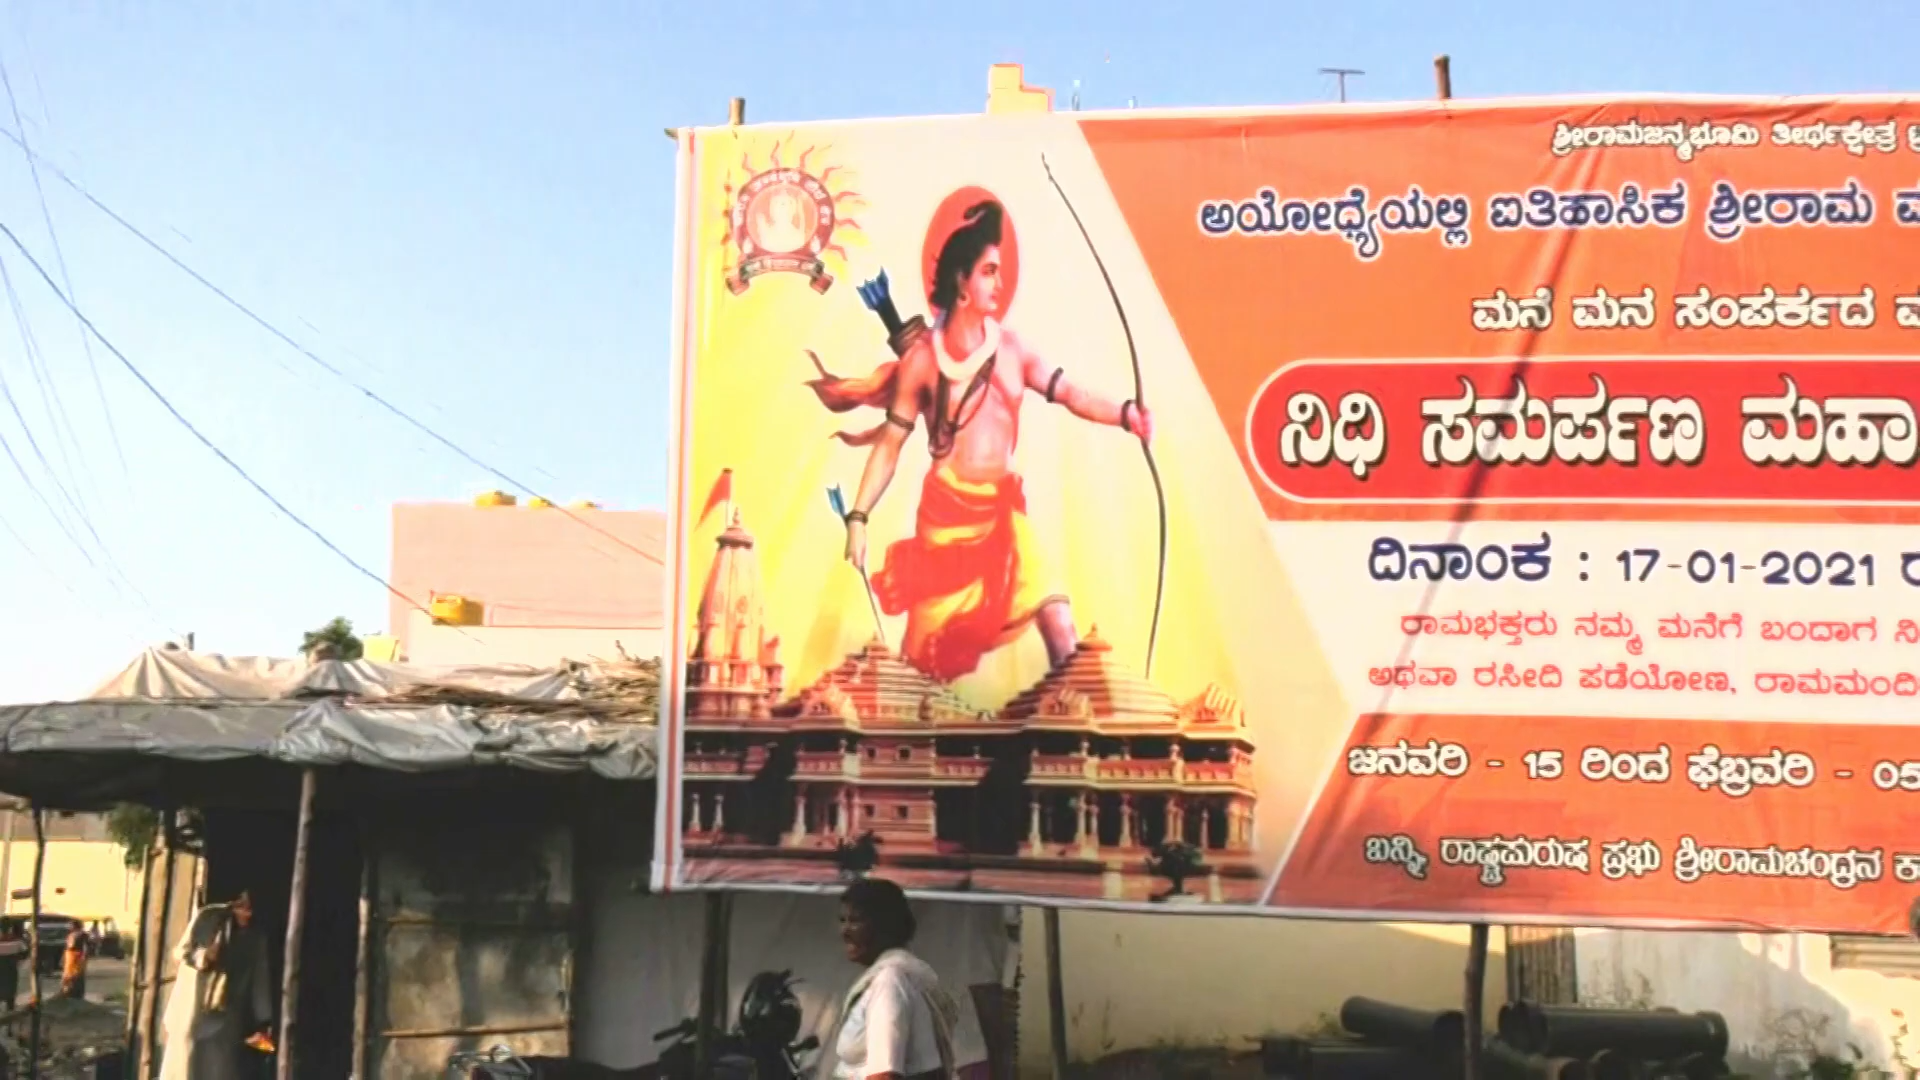 ಶ್ರೀರಾಮಜನ್ಮಭೂಮಿ ತೀರ್ಥಕ್ಷೇತ್ರ
ಅಯೋಧ್ಯೆಯಲ್ಲಿ ಐತಿಹಾಸಿಕ ಶ್ರೀರಾಮ
ಮನೆ ಮನ ಸಂಪರ್ಕದ
ನಿಧಿ ಸಮರ್ಪಣ ಮಹಾ
ದಿನಾಂಕ : 17-01-2021
ರಾಮಭಕ್ತರು ನಮ್ಮ ಮನೆಗೆ ಬಂದಾಗ ನಿ
ಅಥವಾ ರಸೀದಿ ಪಡೆಯೋಣ, ರಾಮಮಂದಿ
ಜನವರಿ - 15 ರಿಂದ ಫೆಬ್ರವರಿ - 05
ಬನ್ನಿ ರಾಷ್ಟ್ರಪುರುಷ ಪ್ರಭು ಶ್ರೀರಾಮಚಂದ್ರನ ಕಾ